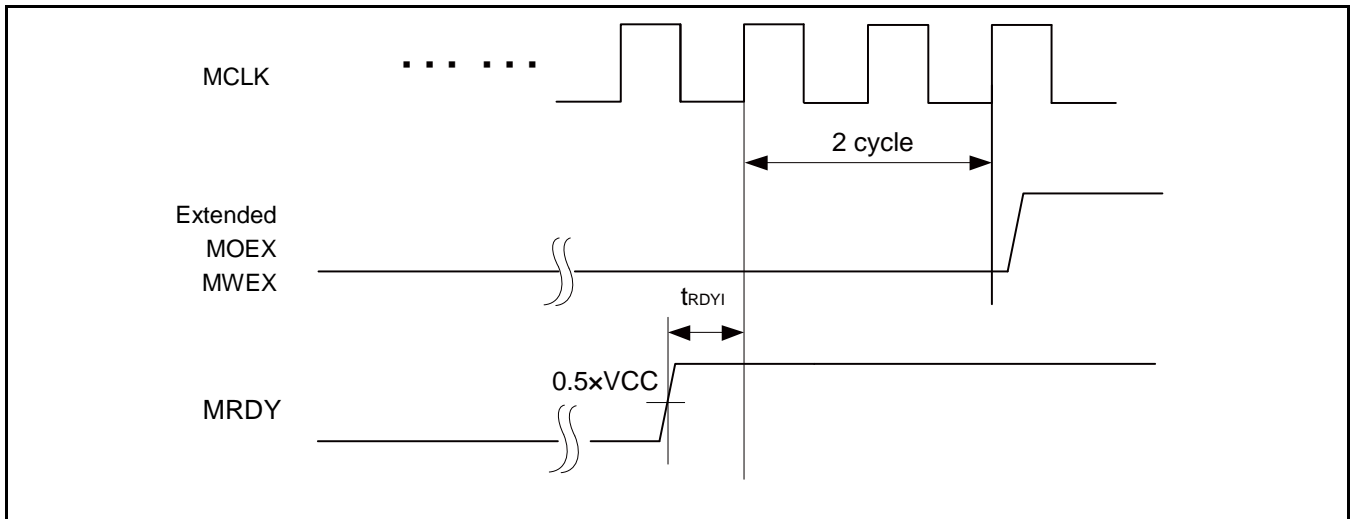 MCLK
2 cycle
Extended
MOEX
MWEX
tRDYI
0.5×VCC
MRDY